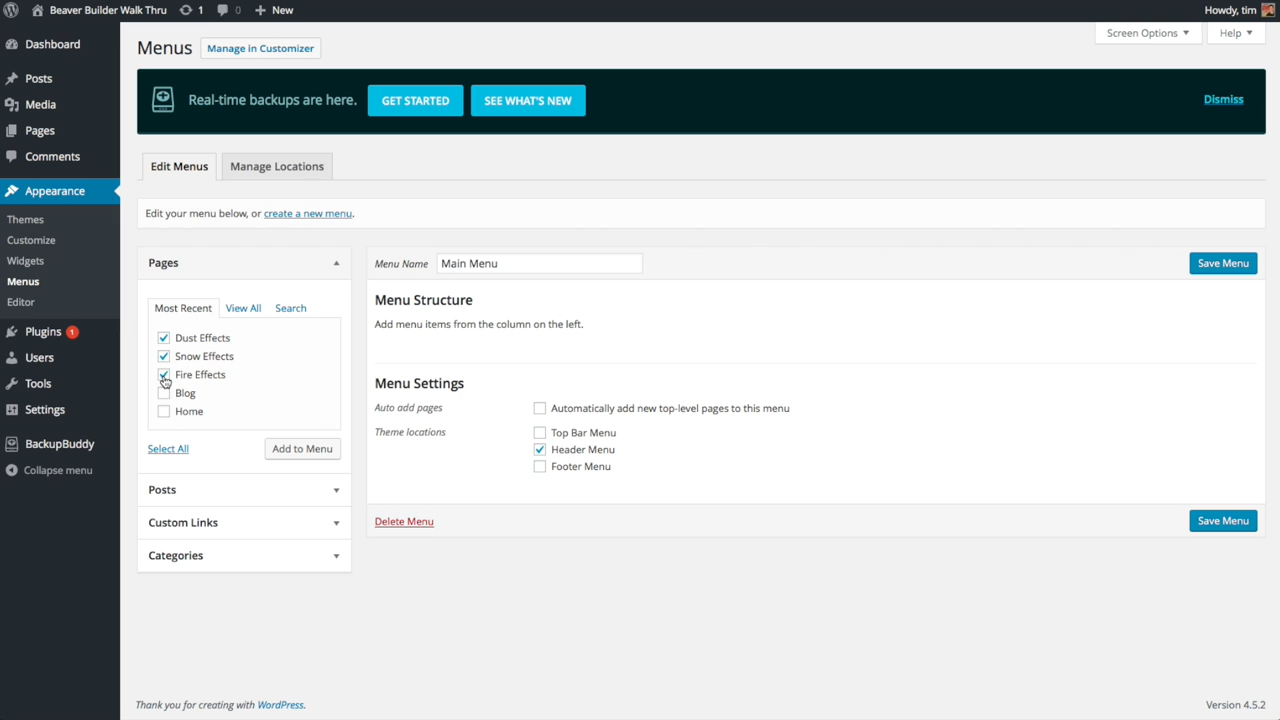 Beaver Builder Walk Thru 1 0 New Howdy, tim
Screen Options Help
Menus Manage in Customizer
Real-time backups are here. GET STARTED SEE WHAT'S NEW Dismiss
Dashboard
Posts
Media
Pages
Comments
Appearance
Themes
Customize
Widgets
Menus
Editor
Plugins 1
Users
Tools
Settings
BackupBuddy
Collapse menu
Edit Menus Manage Locations
Edit your menu below, or create a new menu.
Pages
Most Recent View All Search
Dust Effects
Snow Effects
Fire Effects
Blog
Home
Select All Add to Menu
Posts
Custom Links
Categories
Menu Name Main Menu Save Menu
Menu Structure
Add menu items from the column on the left.
Menu Settings
Auto add pages Automatically add new top-level pages to this menu
Theme locations Top Bar Menu
Header Menu
Footer Menu
Delete Menu Save Menu
Thank you for creating with WordPress. Version 4.5.2